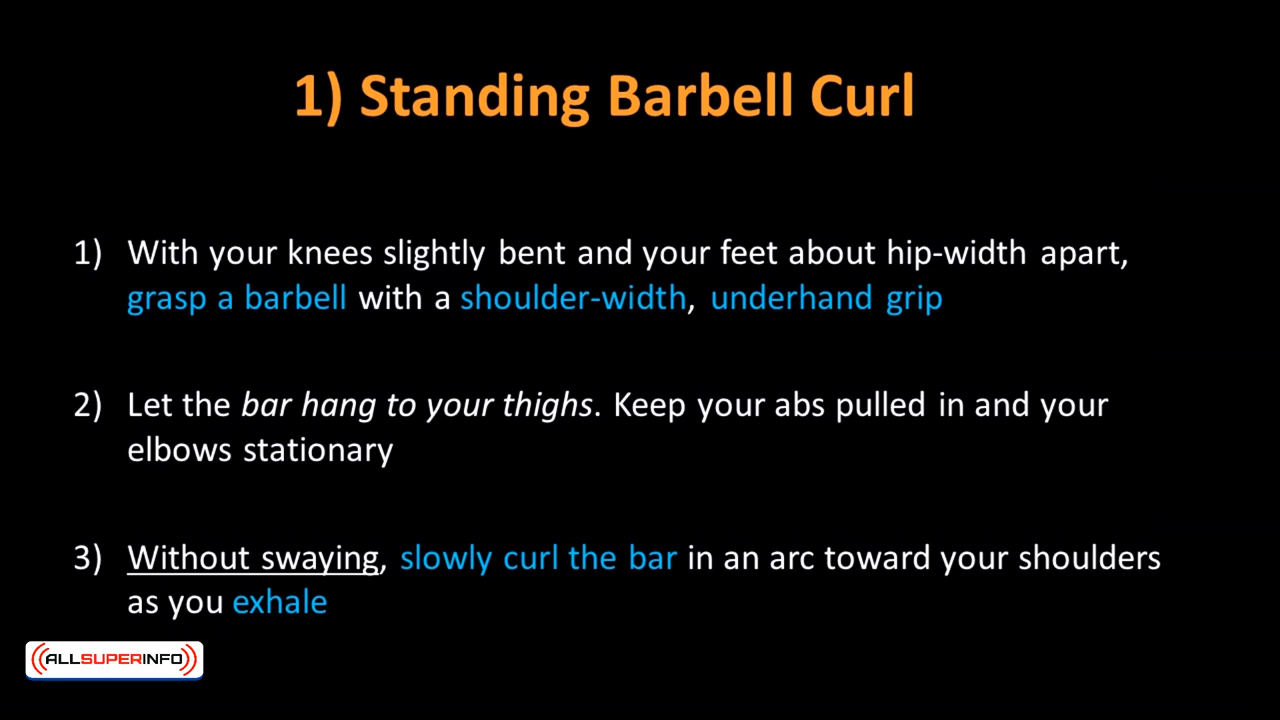 1) Standing Barbell Curl
1) With your knees slightly bent and your feet about hip-width apart,
grasp a barbell with a shoulder-width, underhand grip
2) Let the bar hang to your thighs. Keep your abs pulled in and your
elbows stationary
3) Without swaying, slowly curl the bar in an arc toward your shoulders
as you exhale
ALLSUPERINFO